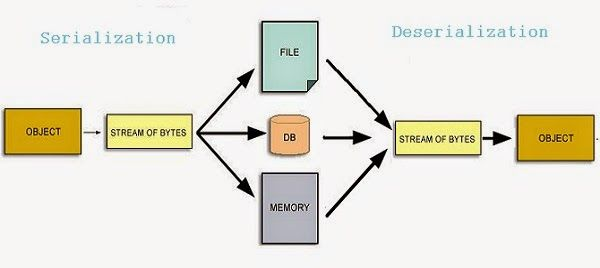 Serialization
Deserialization
FILE
OBJECT
STREAM OF BYTES
DB
STREAM OF BYTES
OBJECT
MEMORY